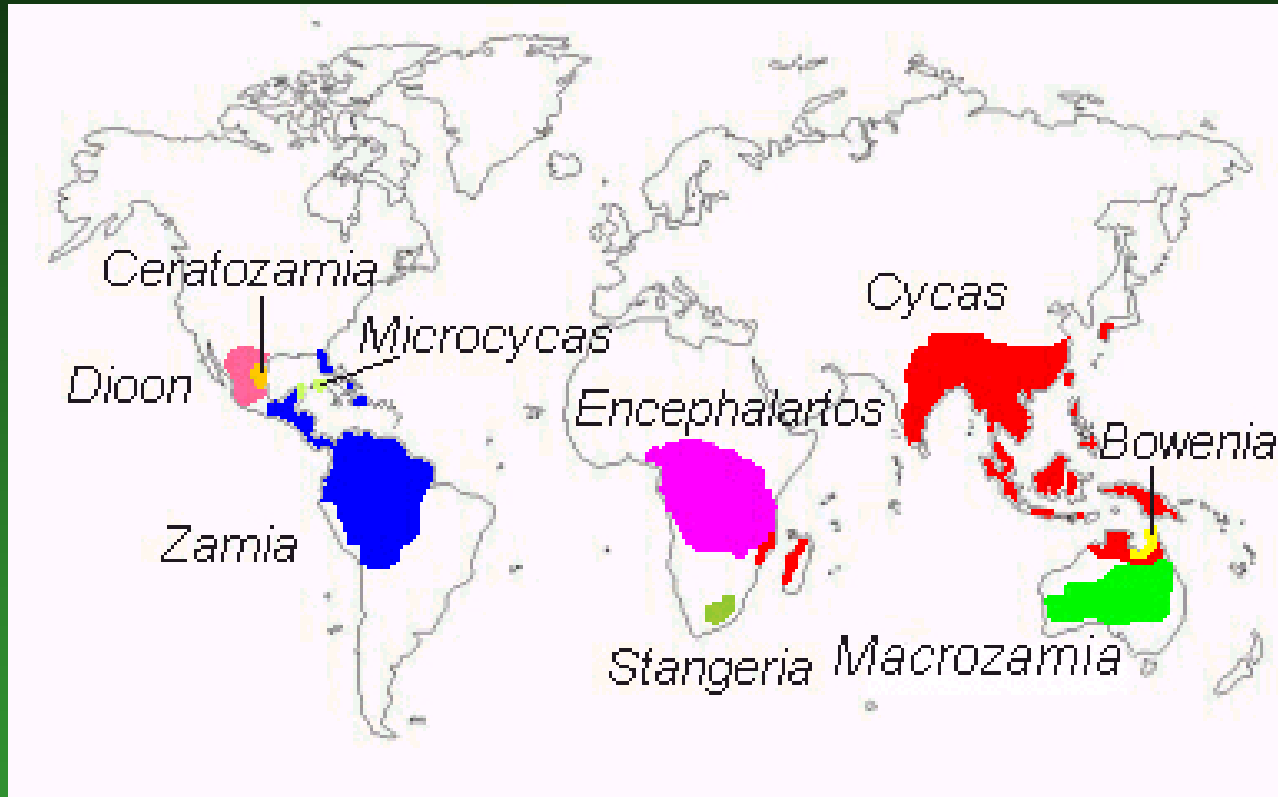 Ceratozamia
Cycas
Microcycas
Dioon
Encephalartos
Bowenia
Zamia
Stangeria
Macrozamia